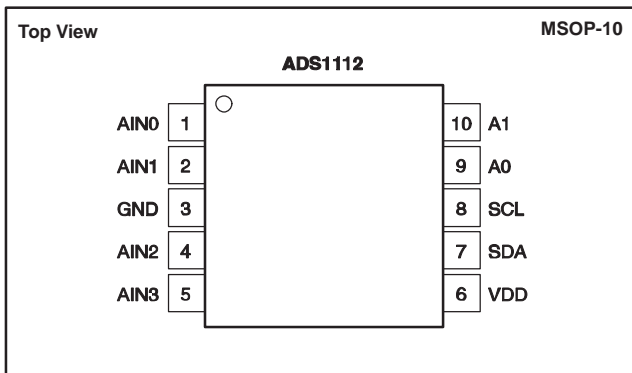 Top View MSOP-10
ADS1112
AIN0 1 10 A1
AIN1 2 9 A0
GND 3 8 SCL
AIN2 4 7 SDA
AIN3 5 6 VDD